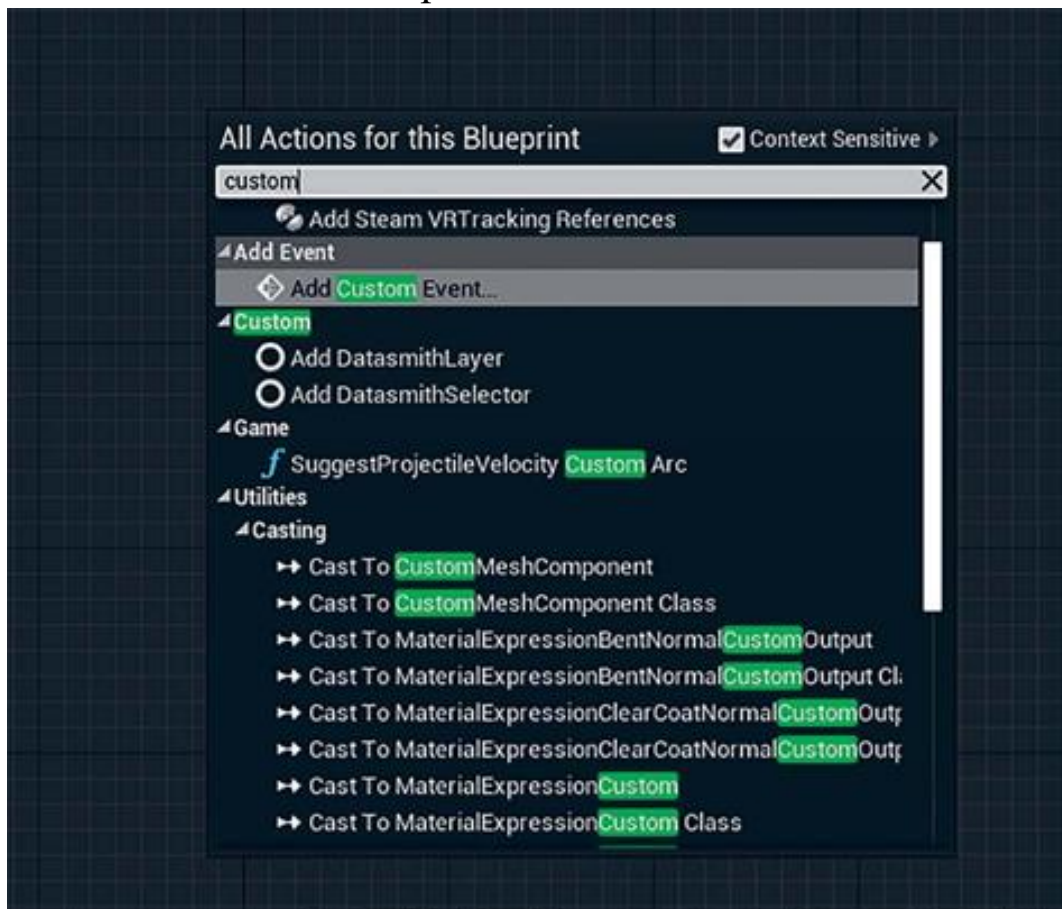 All Actions for this Blueprint Context Sensitive
custom
Add Steam VRTracking References
Add Event
Add Custom Event...
Custom
Add DatasmithLayer
Add DatasmithSelector
Game
SuggestProjectileVelocity Custom Arc
Utilities
Casting
Cast To CustomMeshComponent
Cast To CustomMeshComponent Class
Cast To MaterialExpressionBentNormalCustomOutput
Cast To MaterialExpressionBentNormalCustomOutput
Cast To
Cast To
Cast To MaterialExpressionCustom
Cast To MaterialExpressionCustom Class